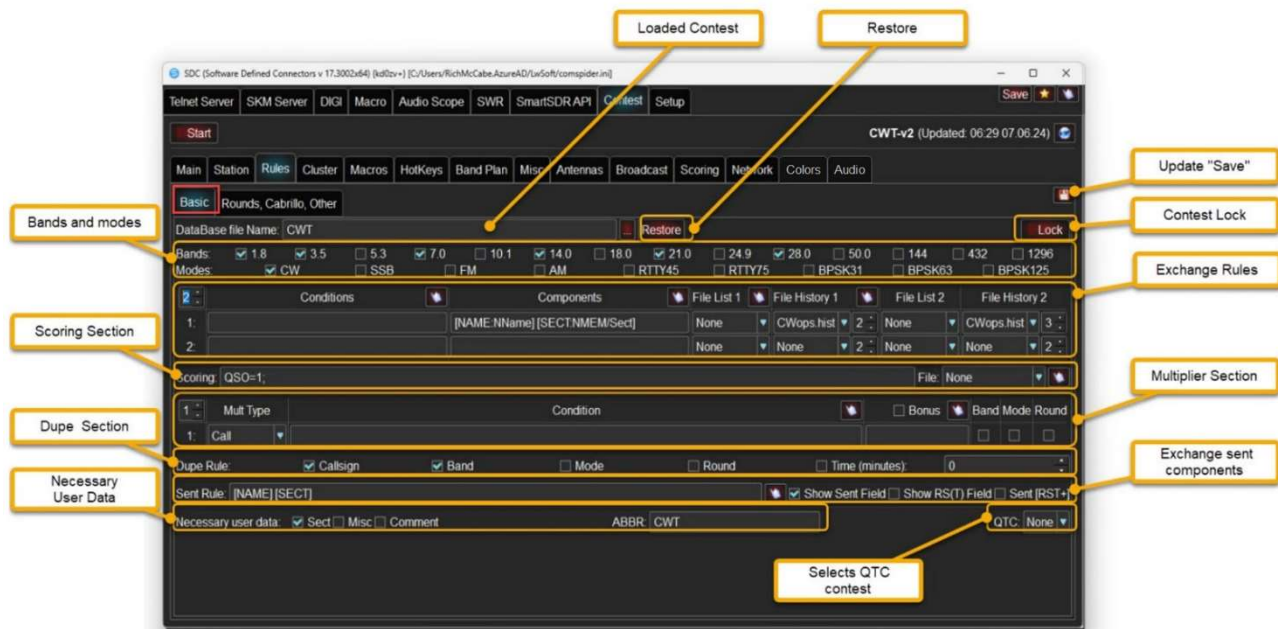 Loaded Contest
Restore
SDC (Software Defined Connectors v 17.3002x64) [kd0zv+) [C:/Users/RichMcCabe.AzureAD/LwSoft/comspider.ini]
Telnet Server SKM Server DIGI Macro Audio Scope SWR SmartSDR API Contest Setup Save
Start CWT-v2 (Updated: 06:29 07.06.24)
Main Station Rules Cluster Macros HotKeys Band Plan Misc Antennas Broadcast Scoring Network Colors Audio
Update "Save"
Basic Rounds, Cabrillo, Other
Bands and modes
DataBase file Name: CWT ... Restore Lock
Contest Lock
Bands: 1.8 3.5 5.3 7.0 10.1 14.0 18.0 21.0 24.9 28.0 50.0 144 432 1296
Modes: CW SSB FM AM RTTY45 RTTY75 BPSK31 BPSK63 BPSK125
Exchange Rules
2 Conditions Components File List 1 File History 1 File List 2 File History 2
1: [NAME:NName] [SECT:NMEM/Sect] None CWops.hist 2 None CWops.hist 3
Scoring Section
2: None None 2 None None 2
Scoring: QSO=1; File: None
Multiplier Section
1 Mult Type Condition Bonus Band Mode Round
Dupe Section
1: Call
Dupe Rule: Callsign Band Mode Round Time (minutes): 0
Exchange sent
components
Necessary
User Data
Sent Rule: [NAME] [SECT] Show Sent Field Show RS(T) Field Sent [RST+]
Necessary user data: Sect Misc Comment ABBR: CWT QTC: None
Selects QTC
contest